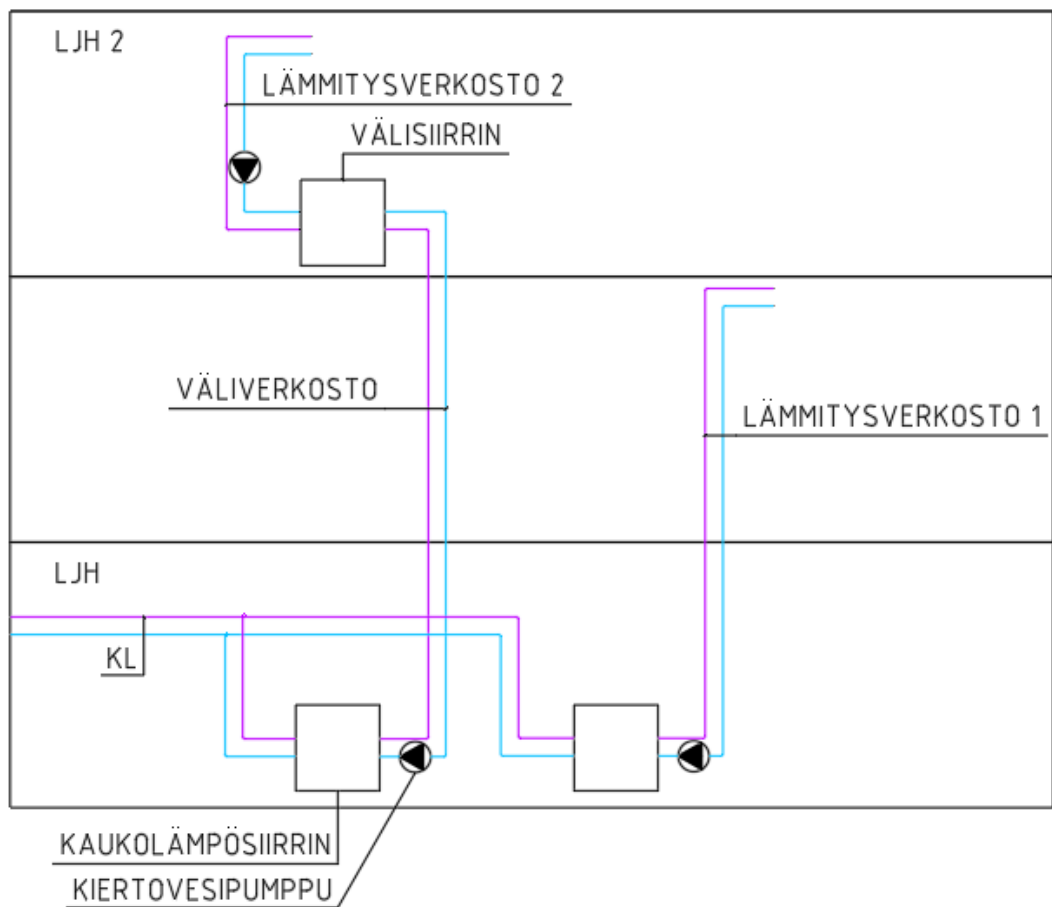 LJH 2
LÄMMITYSVERKOSTO 2
VÄLISIIRRIN
VÄLIVERKOSTO
LÄMMITYSVERKOSTO 1
LJH
KL
KAUKOLÄMPÖSIIRRIN
KIERTOVESIPUMPPU